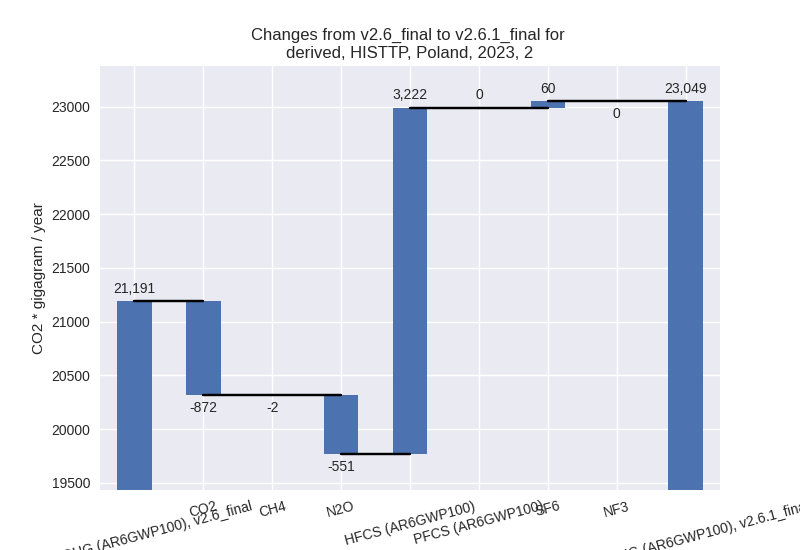 Changes from v2.6_final to v2.6.1_final for
derived, HISTTP, Poland, 2023, 2
CO2 * gigagram / year
23000
22500
22000
21500
21000
20500
20000
19500
21,191
-872
-2
-551
3,222
0
60
0
23,049
(AR6GWP100), v2.6_final
CO2
CH4
N2O
HFCS (AR6GWP100)
PFCS (AR6GWP100)
SF6
NF3
(AR6GWP100), v2.6.1_final